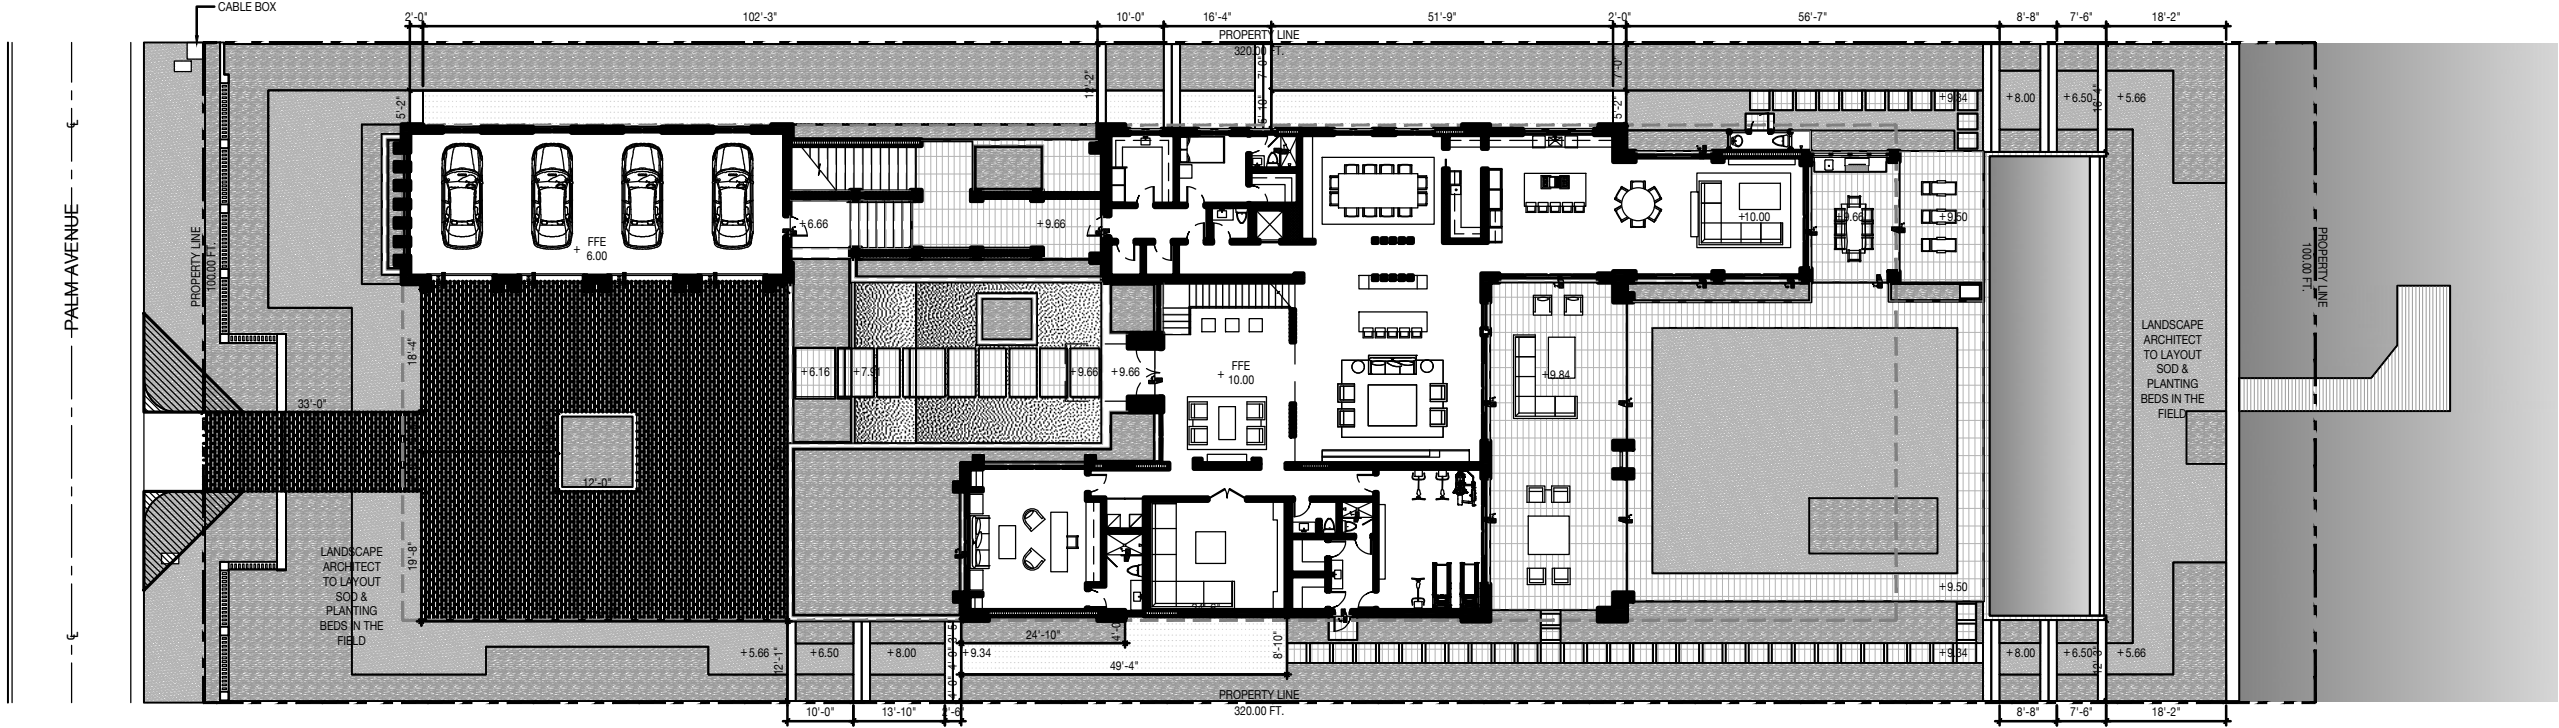 CABLE BOX
2'-0"
102'-3"
10'-0"
16'-4"
51'-9"
2'-0"
56'-7"
8'-8"
7'-6"
18'-2"
PROPERTY LINE
320.00 FT.
5'-2"
12'-2"
7'-0"
5'-10"
7'-0"
5'-2"
+9.84
+8.00
+6.50
16'-4"
+5.66
℄
PALM AVENUE
℄
PROPERTY LINE
100.00 FT.
FFE
+ 6.00
+6.66
+9.66
+10.00
+9.66
+9.50
PROPERTY LINE
100.00 FT.
18'-4"
33'-0"
+6.16
+7.91
+9.66
+9.66
FFE
+ 10.00
+9.84
LANDSCAPE
ARCHITECT
TO LAYOUT
SOD &
PLANTING
BEDS IN THE
FIELD
12'-0"
19'-8"
LANDSCAPE
ARCHITECT
TO LAYOUT
SOD &
PLANTING
BEDS IN THE
FIELD
+9.50
24'-10"
4'-0"
8'-10"
+5.66
12'-1"
+6.50
+8.00
4'-0"
+9.34
49'-4"
+9.84
+8.00
+6.50
12'-3"
+5.66
PROPERTY LINE
320.00 FT.
10'-0"
13'-10"
2'-6"
8'-8"
7'-6"
18'-2"